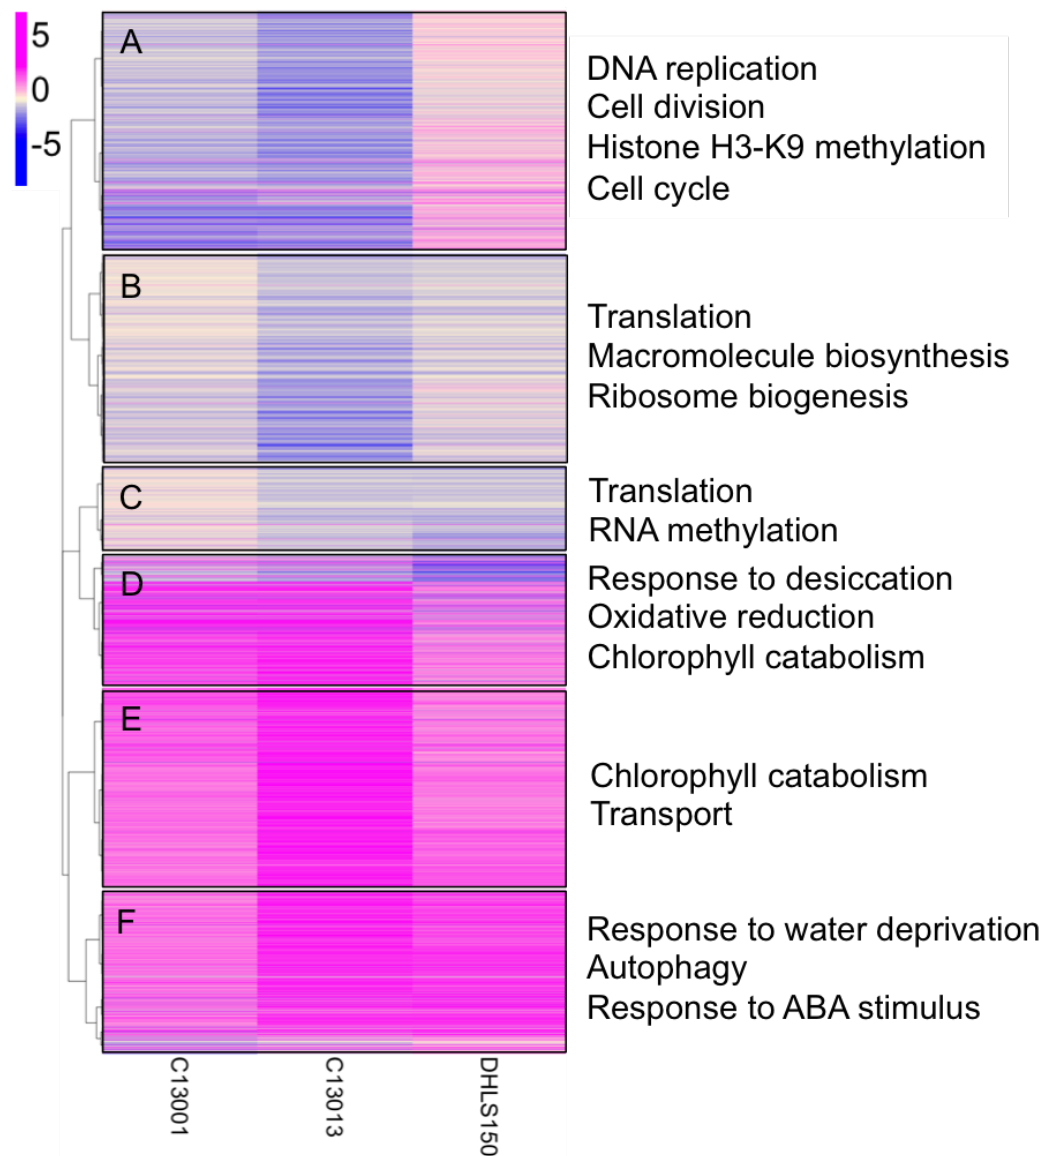 5
0
-5
A
DNA replication
Cell division
Histone H3-K9 methylation
Cell cycle
B
Translation
Macromolecule biosynthesis
Ribosome biogenesis
C
Translation
RNA methylation
D
Response to desiccation
Oxidative reduction
Chlorophyll catabolism
E
Chlorophyll catabolism
Transport
F
Response to water deprivation
Autophagy
Response to ABA stimulus
C13001
C13013
DHLS150